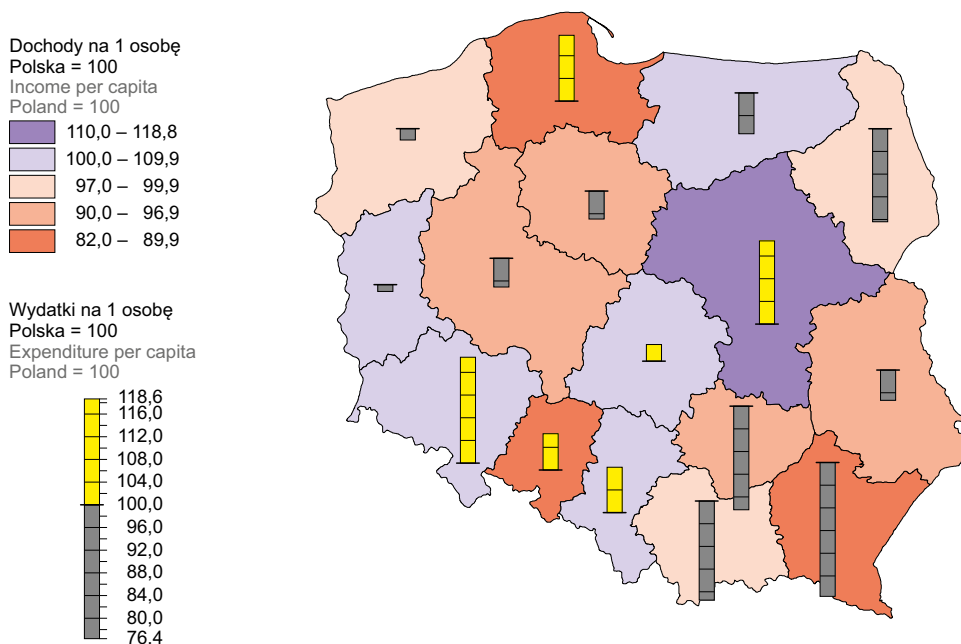 Dochody na 1 osobę
Polska = 100
Income per capita
Poland = 100
110,0 – 118,8
100,0 – 109,9
97,0 – 99,9
90,0 – 96,9
82,0 – 89,9
Wydatki na 1 osobę
Polska = 100
Expenditure per capita
Poland = 100
118,6
116,0
112,0
108,0
104,0
100,0
96,0
92,0
88,0
84,0
80,0
76,4